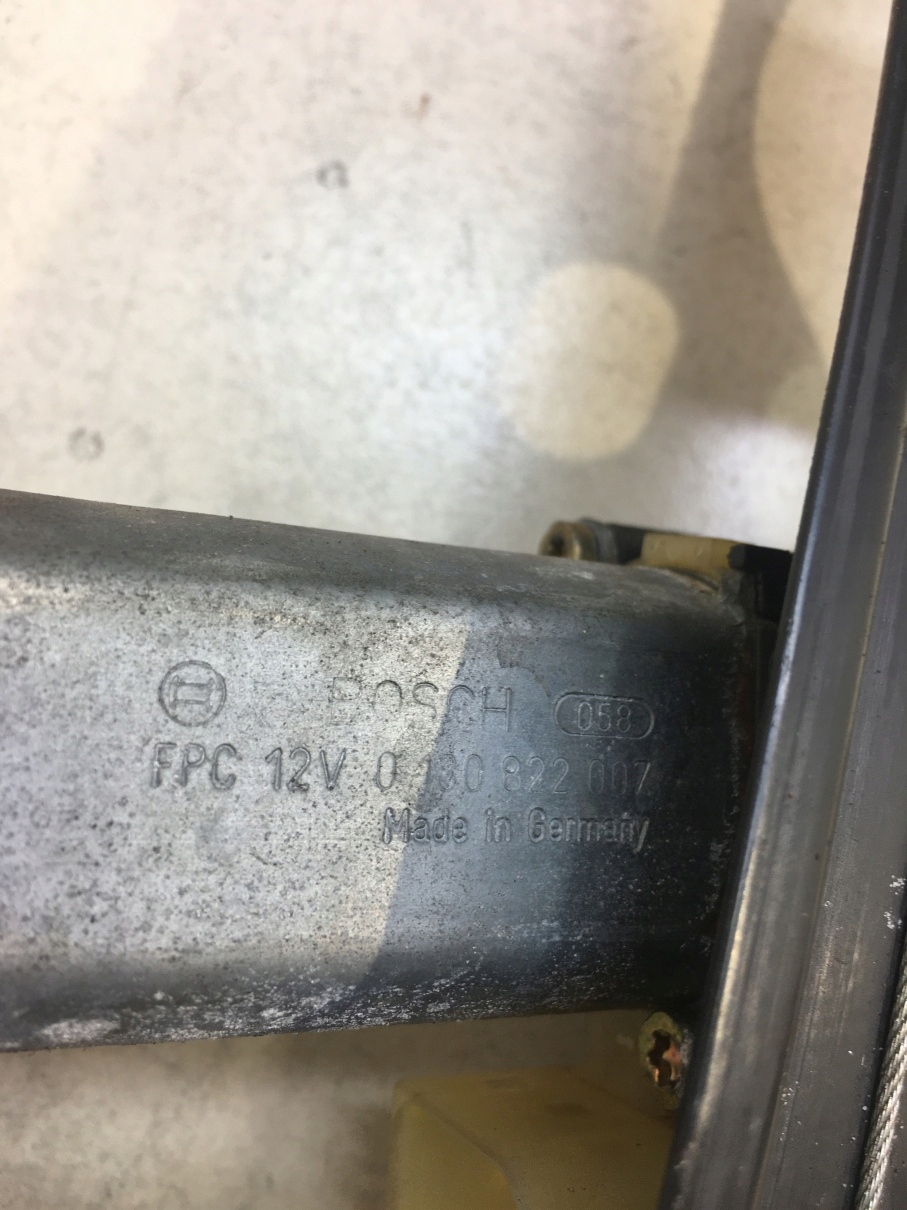 BOSCH 058
FPC 12V 0 130 822 007
Made in Germany